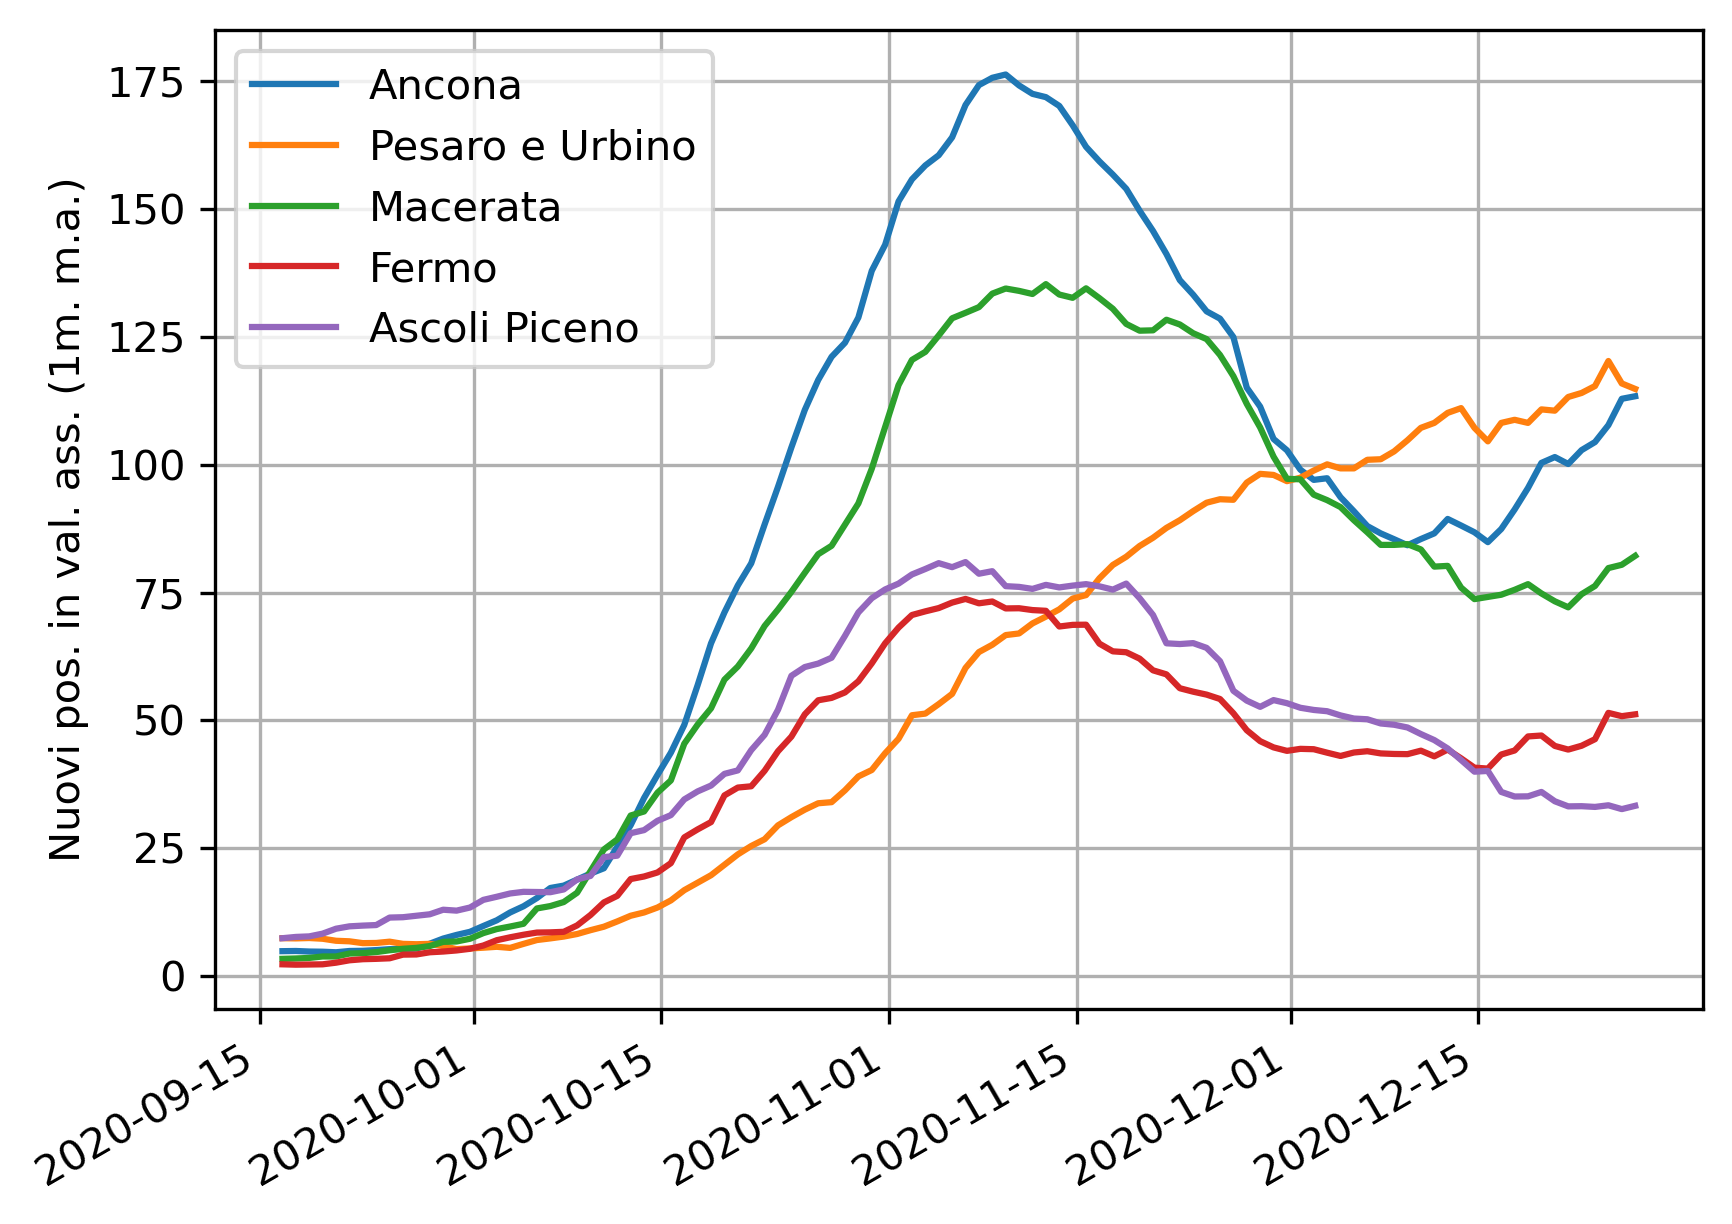 Ancona
Pesaro e Urbino
Macerata
Fermo
Ascoli Piceno
Nuovi pos. in val. ass. (1m. m.a.)
175
150
125
100
75
50
25
0
2020-09-15
2020-10-01
2020-10-15
2020-11-01
2020-11-15
2020-12-01
2020-12-15